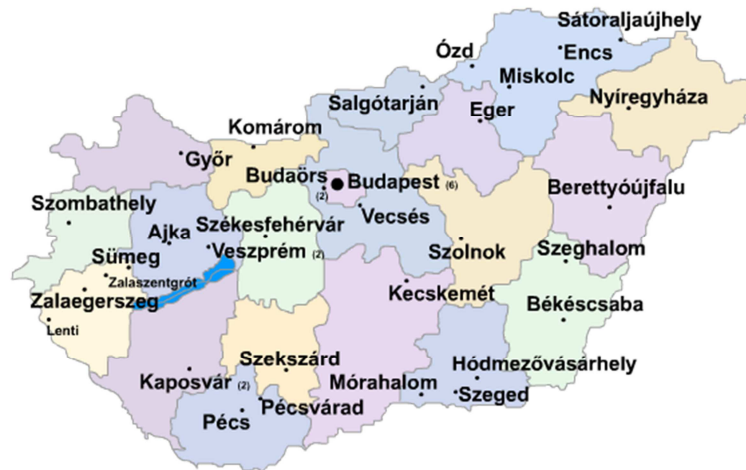 Sátoraljaújhely
Ózd
Encs
Miskolc
Salgótarján
Eger
Nyíregyháza
Komárom
Győr
Budaörs (2)
Budapest (6)
Berettyóújfalu
Szombathely
Vecsés
Ajka
Székesfehérvár
Veszprém (2)
Szolnok
Szeghalom
Sümeg
Zalaszentgrót
Zalaegerszeg
Kecskemét
Békéscsaba
Lenti
Szekszárd
Hódmezővásárhely
Kaposvár (2)
Mórahalom
Szeged
Pécsvárad
Pécs